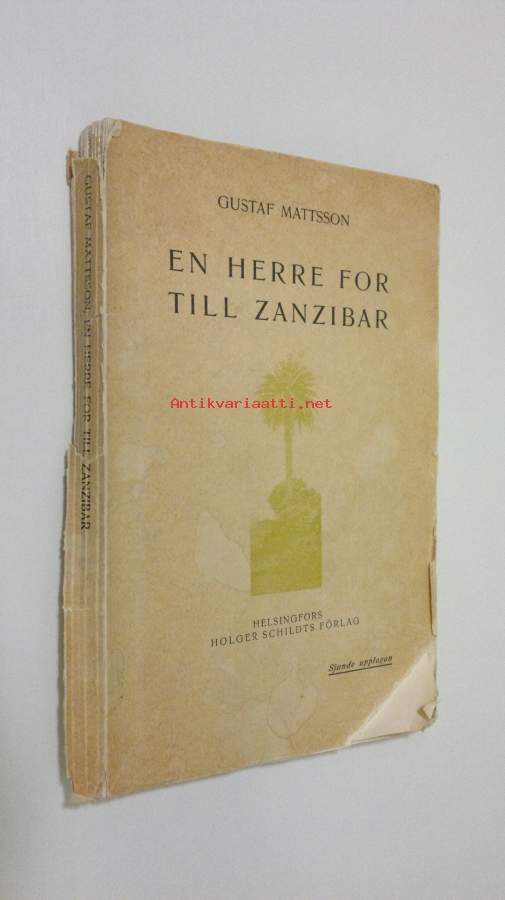 GUSTAF MATTSSON
EN HERRE FOR
TILL ZANZIBAR
Antikvariaatti.net
HELSINGFORS
HOLGER SCHILDTS FÖRLAG
Sjunde upplagan
GUSTAF MATTSSON, EN HERRE FOR TILL ZANZIBAR